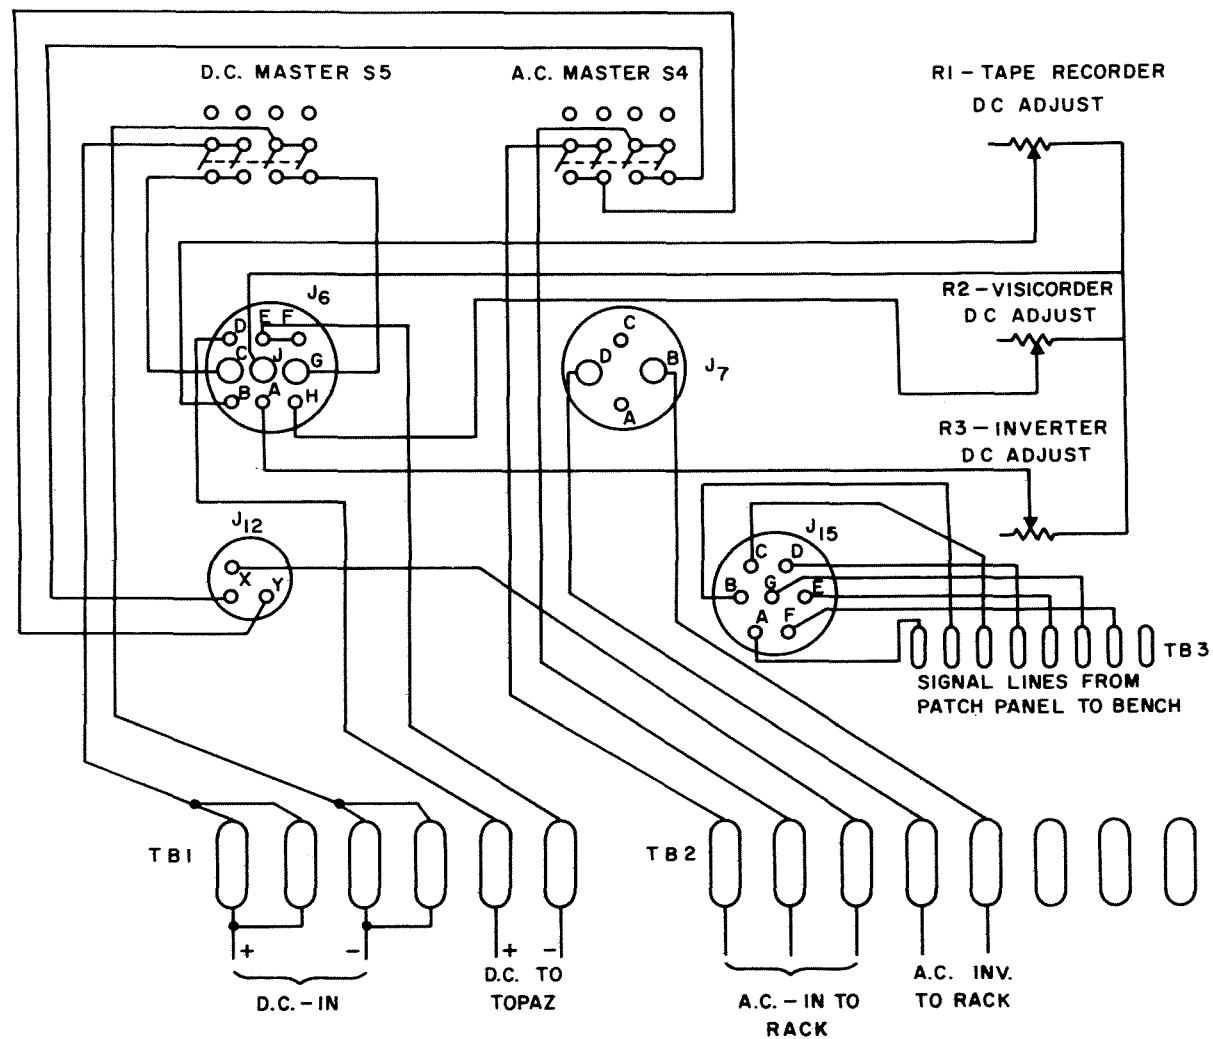 D.C. MASTER S5
A.C. MASTER S4
R1-TAPE RECORDER
DC ADJUST
J6
D E F
C J G
B A H
C
D B
A
J7
R2-VISICORDER
DC ADJUST
R3-INVERTER
DC ADJUST
J12
X Y
J15
C D
B G E
A F
TB3
SIGNAL LINES FROM
PATCH PANEL TO BENCH
TB1
TB2
+ -
D.C.-IN
+ -
D.C. TO
TOPAZ
A.C.-IN TO
RACK
A.C. INV.
TO RACK